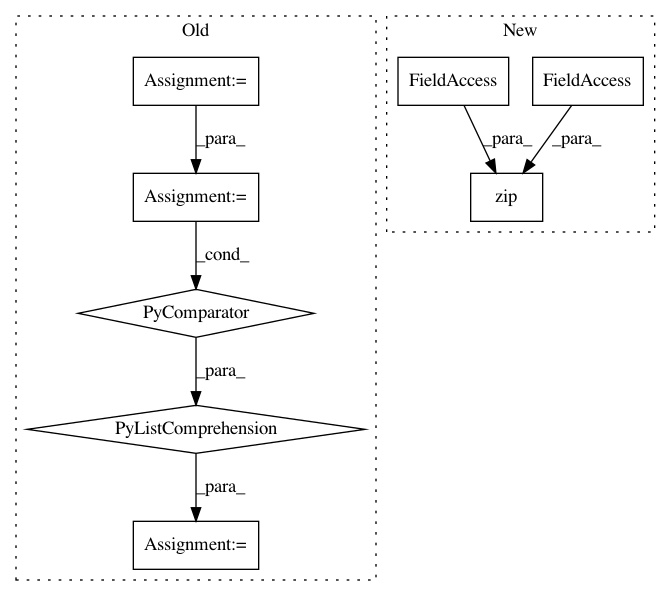 Old
New
Assignment:=
FieldAccess
FieldAccess
_para_
_para_
_para_
Assignment:=
zip
_cond_
PyComparator
_para_
PyListComprehension
_para_
Assignment:=